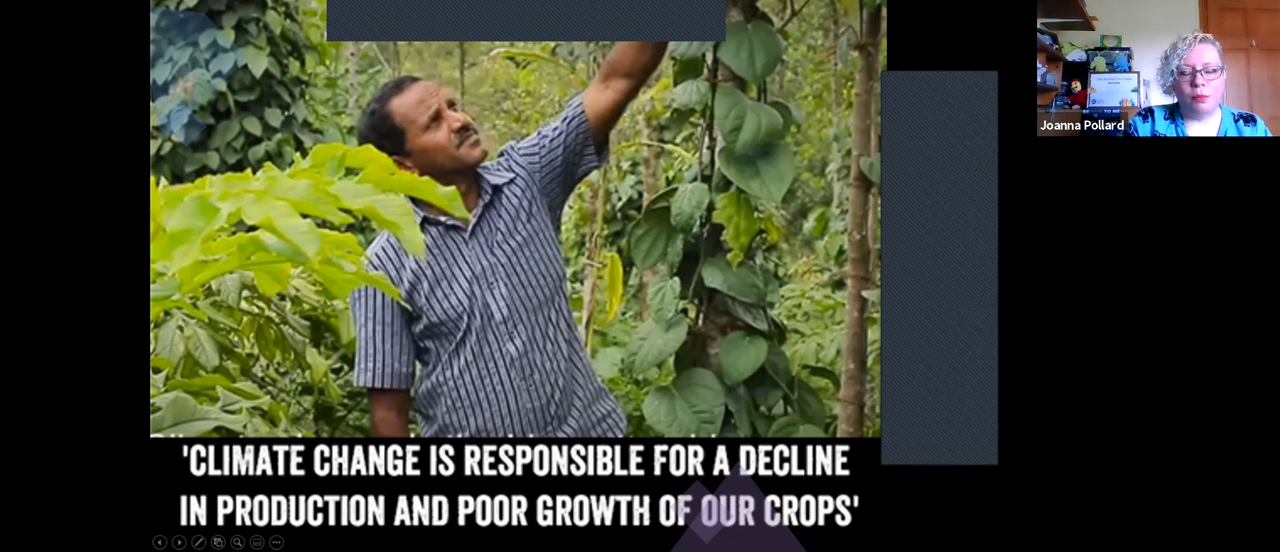 'CLIMATE CHANGE IS RESPONSIBLE FOR A DECLINE
IN PRODUCTION AND POOR GROWTH OF OUR CROPS'
Joanna Pollard